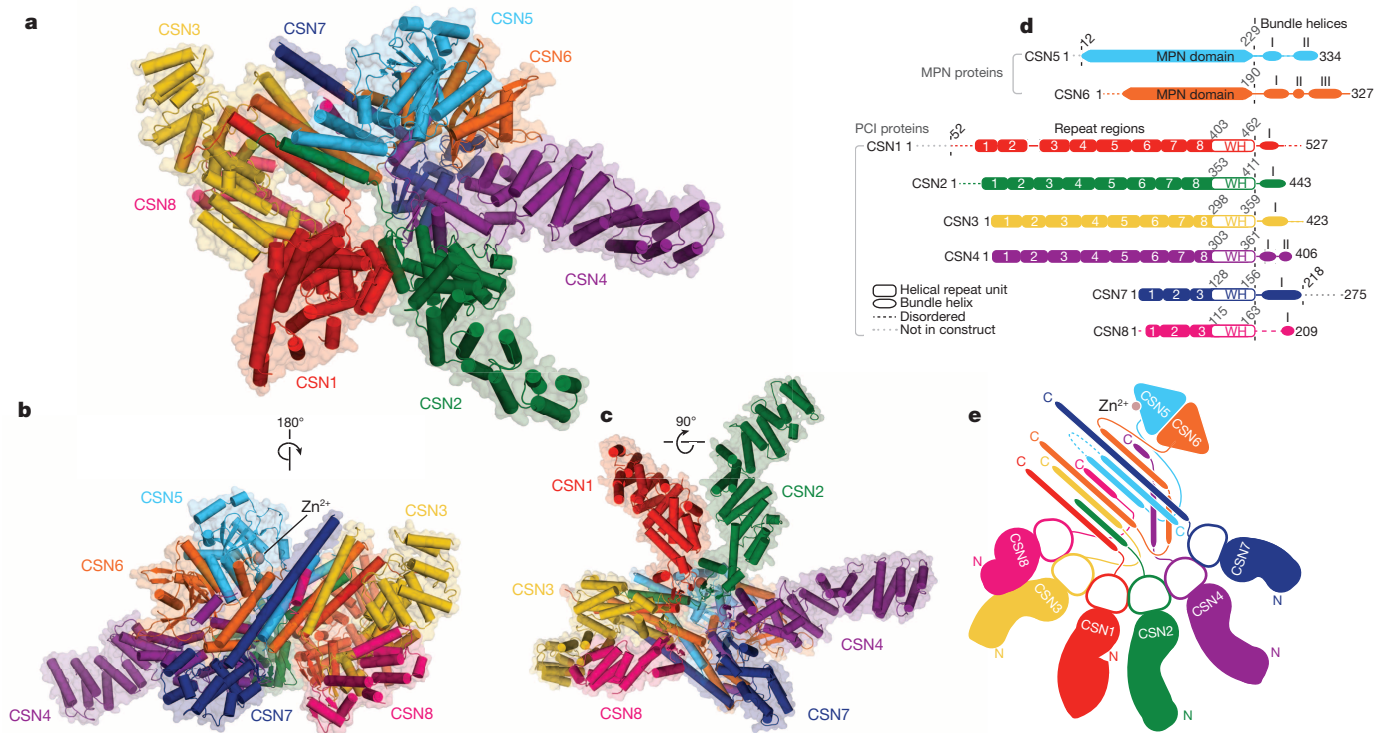 a
CSN3
CSN7
CSN5
CSN6
CSN8
CSN4
CSN1
CSN2
b
180°
CSN5
Zn2+
CSN3
CSN6
CSN4
CSN7
CSN8
c
90°
CSN1
CSN2
CSN3
CSN4
CSN8
CSN7
d
Bundle helices
MPN proteins
12 229 I II
CSN5 1 MPN domain 334
190 I II III
CSN6 1 MPN domain 327
PCI proteins
52 Repeat regions 403 462 I
CSN1 1 1 2 3 4 5 6 7 8 WH 527
353 411 I
CSN2 1 1 2 3 4 5 6 7 8 WH 443
298 359 I
CSN3 1 1 2 3 4 5 6 7 8 WH 423
303 361 I II
CSN4 1 1 2 3 4 5 6 7 8 WH 406
128 156 I 218
CSN7 1 1 2 3 WH 275
115 163 I
CSN8 1 1 2 3 WH 209
Helical repeat unit
Bundle helix
Disordered
Not in construct
e
Zn2+
CSN5
CSN6
C
C
C
C
C
C
C
CSN8
N
CSN3
N
CSN1
N
CSN2
N
CSN4
N
CSN7
N